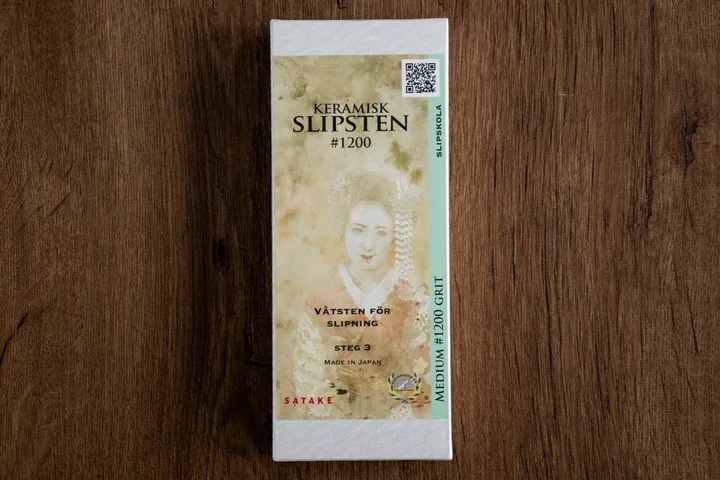 KERAMISK
SLIPSTEN
#1200
VÅTSTEN FÖR
SLIPNING
STEG 3
MADE IN JAPAN
SATAKE
SLIPSKOLA
MEDIUM #1200 GRIT